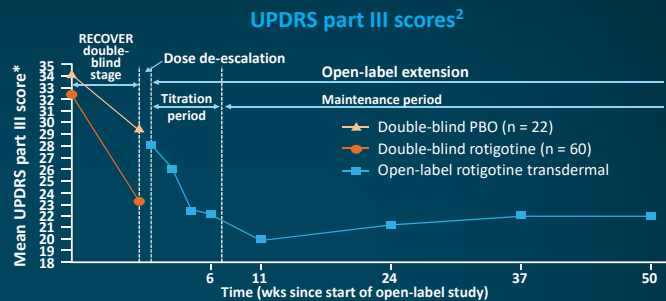 UPDRS part III scores²
RECOVER
double-
blind
stage
Dose de-escalation
Open-label extension
Titration
period
Maintenance period
Double-blind PBO (n = 22)
Double-blind rotigotine (n = 60)
Open-label rotigotine transdermal
Mean UPDRS part III score*
35
34
33
32
31
30
29
28
27
26
25
24
23
22
21
20
19
18
6
11
24
37
50
Time (wks since start of open-label study)